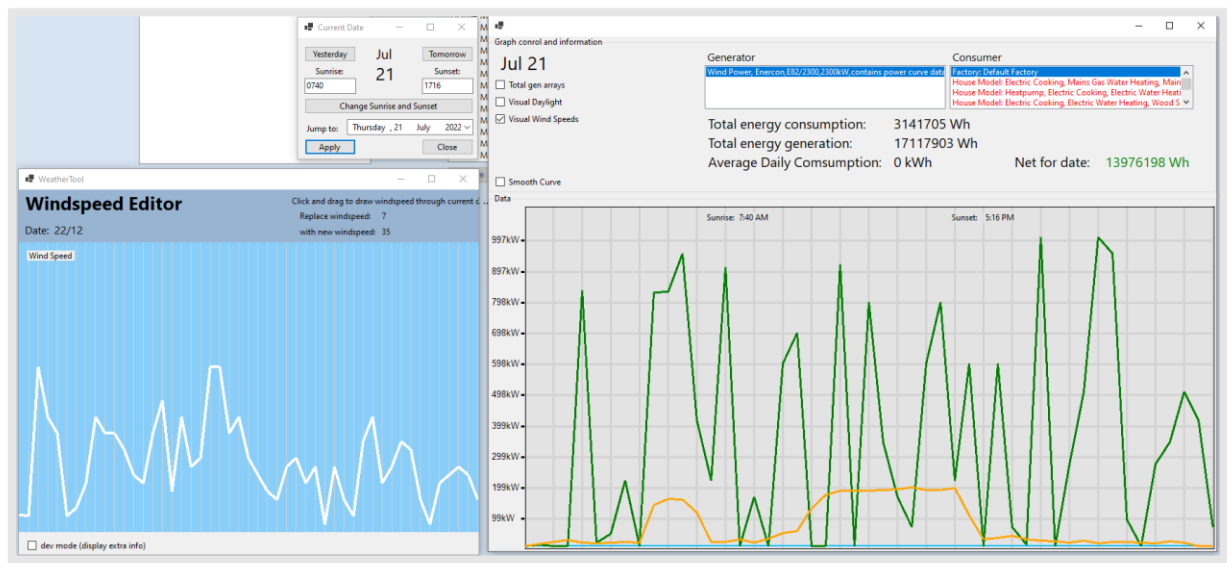 Current Date
Yesterday
Jul
Tomorrow
Sunrise:
21
Sunset:
0740
1716
Change Sunrise and Sunset
Jump to:
Thursday , 21 July 2022
Apply
Close
WeatherTool
Windspeed Editor
Click and drag to draw windspeed through current d
Replace windspeed: 7
Date: 22/12
with new windspeed: 35
Wind Speed
dev mode (display extra info)
Graph conrol and information
Jul 21
Total gen arrays
Visual Daylight
Visual Wind Speeds
Smooth Curve
Generator
Wind Power, Enercon,E82/2300,2300kW,contains power curve data
Consumer
Factory: Default Factory
House Model: Electric Cooking, Mains Gas Water Heating, Main
House Model: Heatpump, Electric Cooking, Electric Water Heati
House Model: Electric Cooking, Electric Water Heating, Wood S
Total energy consumption: 3141705 Wh
Total energy generation: 17117903 Wh
Average Daily Comsumption: 0 kWh
Net for date: 13976198 Wh
Data
Sunrise: 7:40 AM
Sunset: 5:16 PM
997kW
897kW
798kW
698kW
598kW
498kW
399kW
299kW
199kW
99kW